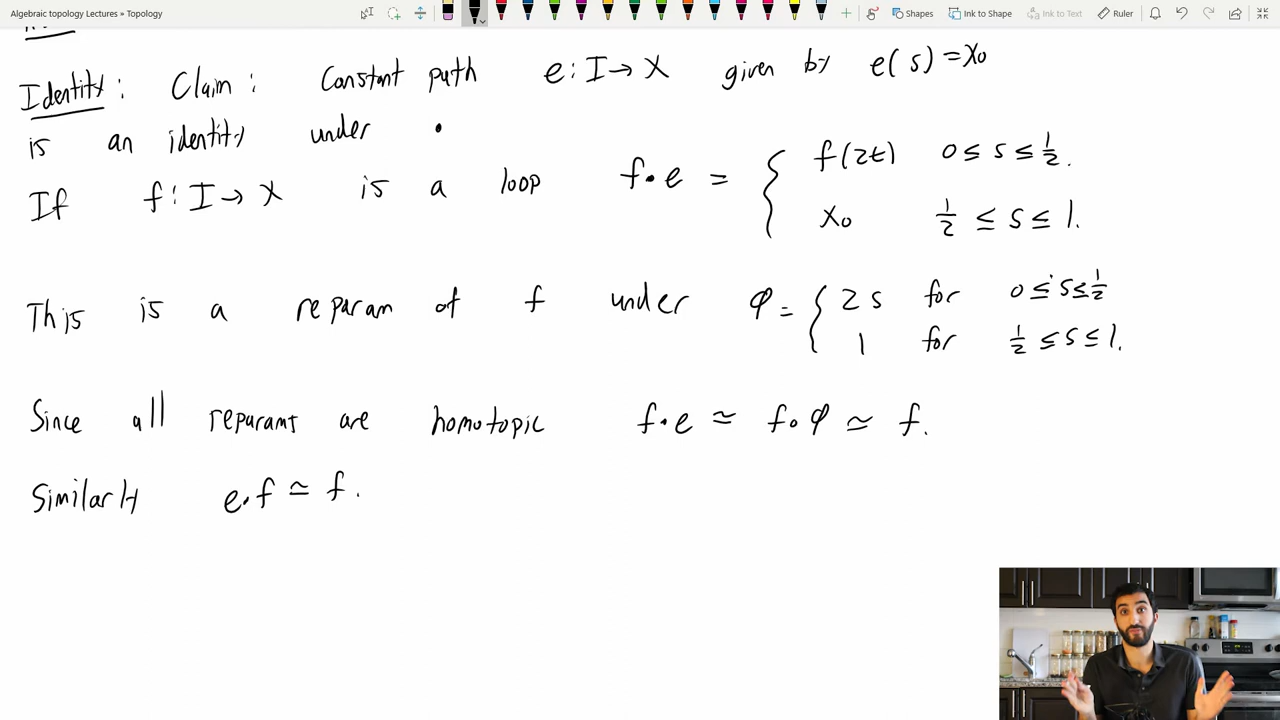 Algebraic topology Lectures » Topology
Shapes
Ink to Shape
Ink to Text
Ruler
Identity: Claim: Constant path e: I→X given by e(s)=x₀
is an identity under •
If f: I→X is a loop f•e = { f(2t) 0≤s≤1/2.
x₀ 1/2≤s≤1.
This is a reparam of f under φ= { 2s for 0≤s≤1/2
1 for 1/2≤s≤1.
Since all reparams are homotopic f•e ≃ f∘φ ≃ f.
Similarly e•f ≃ f.